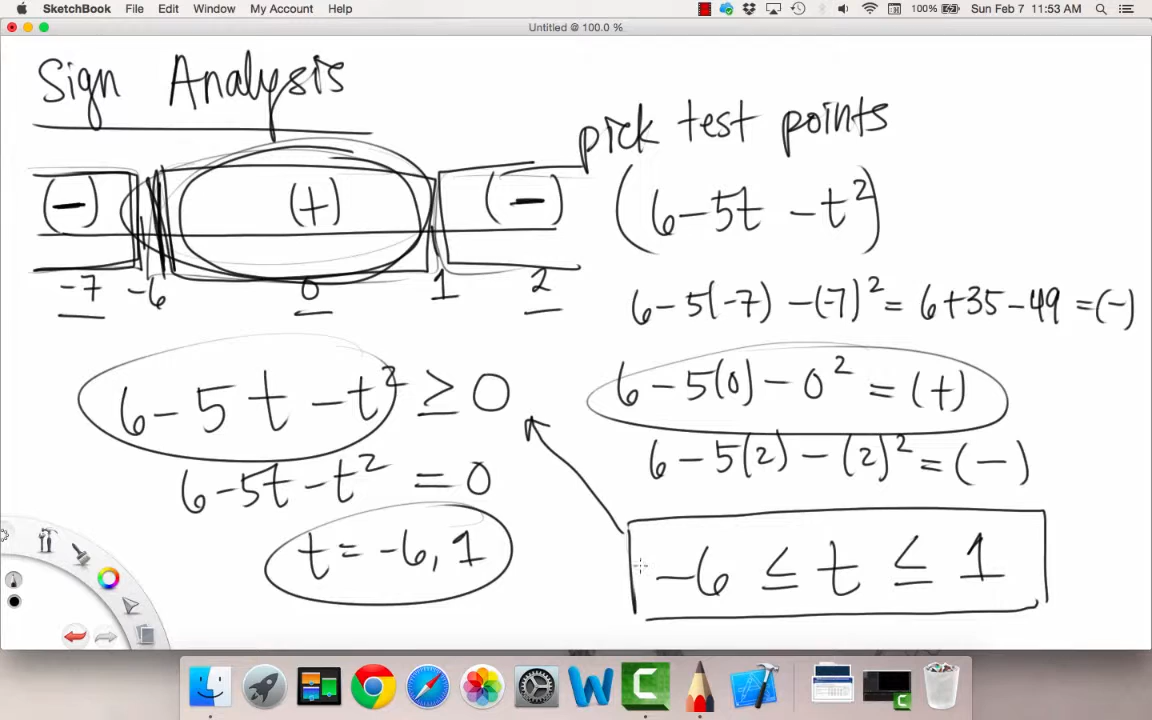 SketchBook File Edit Window My Account Help 100% Sun Feb 7 11:53 AM
Untitled @ 100.0 %
Sign Analysis
pick test points
(-) (+) (-)
-7 -6 0 1 2
(6-5t-t²)
6-5(-7)-(-7)²=6+35-49=(-)
6-5t-t² ≥ 0
6-5(0)-0²=(+)
6-5t-t²=0
6-5(2)-(2)²=(-)
t=-6,1
-6 ≤ t ≤ 1